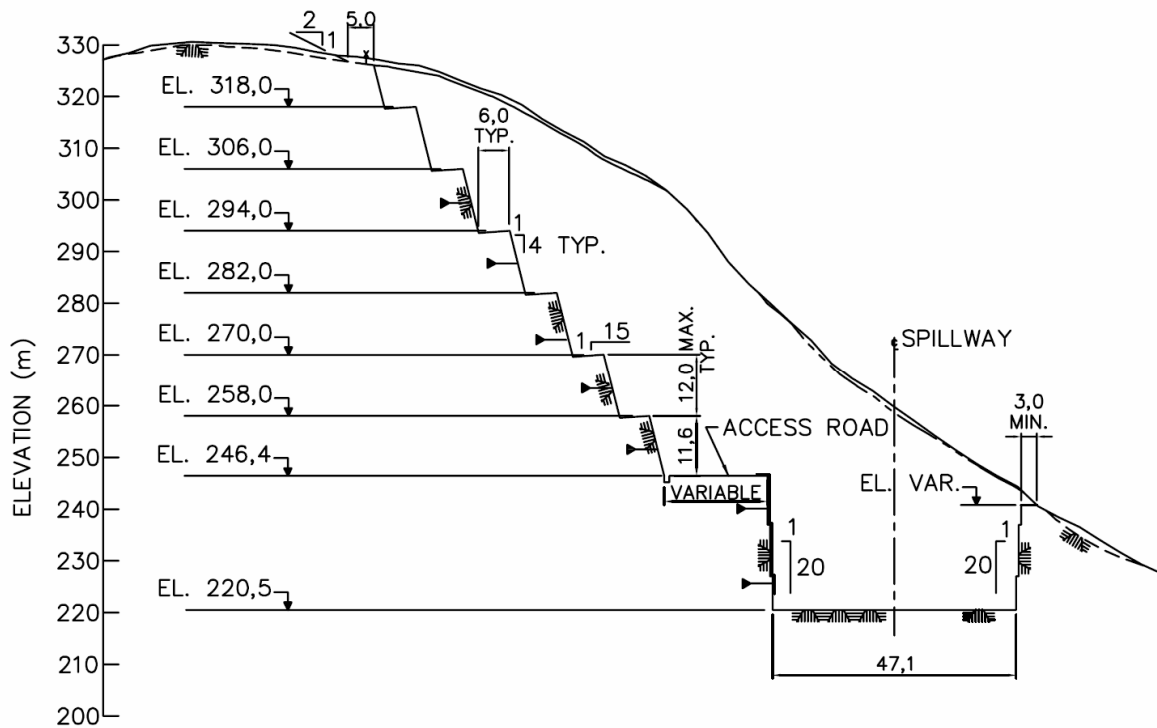 ELEVATION (m)
330
320
310
300
290
280
270
260
250
240
230
220
210
200
2
1
5,0
EL. 318,0
6,0
TYP.
EL. 306,0
EL. 294,0
1
4 TYP.
EL. 282,0
EL. 270,0
1
15
12,0 MAX.
TYP.
SPILLWAY
EL. 258,0
11,6
ACCESS ROAD
3,0
MIN.
EL. 246,4
VARIABLE
EL. VAR.
1
20
1
20
EL. 220,5
47,1